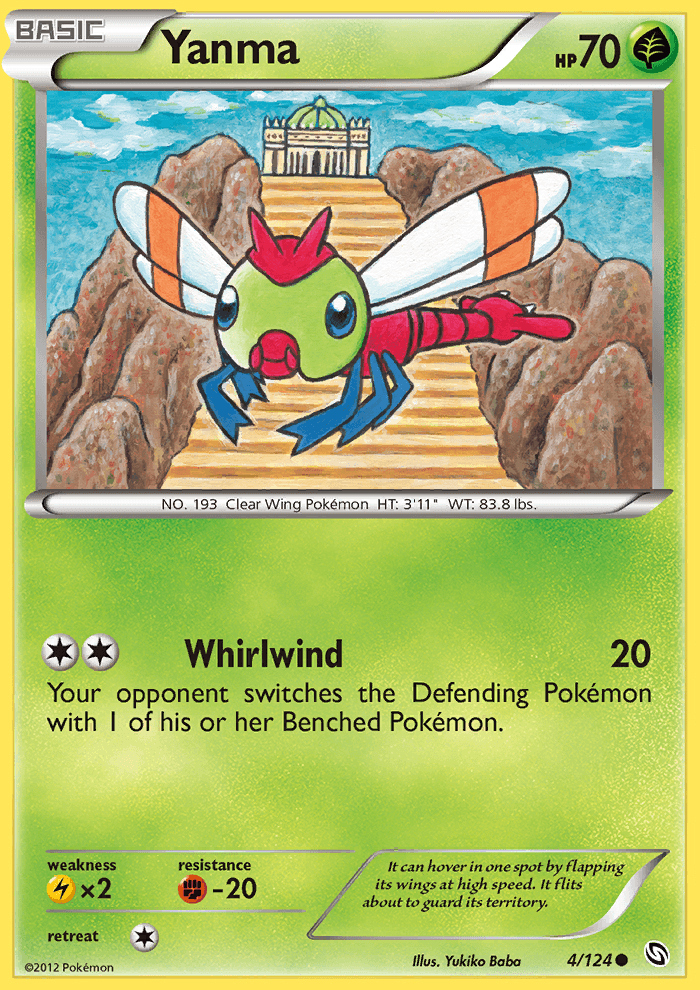 BASIC
Yanma
HP70
NO. 193 Clear Wing Pokémon HT: 3'11" WT: 83.8 lbs.
Whirlwind 20
Your opponent switches the Defending Pokémon
with 1 of his or her Benched Pokémon.
weakness resistance
×2 -20
It can hover in one spot by flapping
its wings at high speed. It flits
about to guard its territory.
retreat
©2012 Pokémon
Illus. Yukiko Baba 4/124